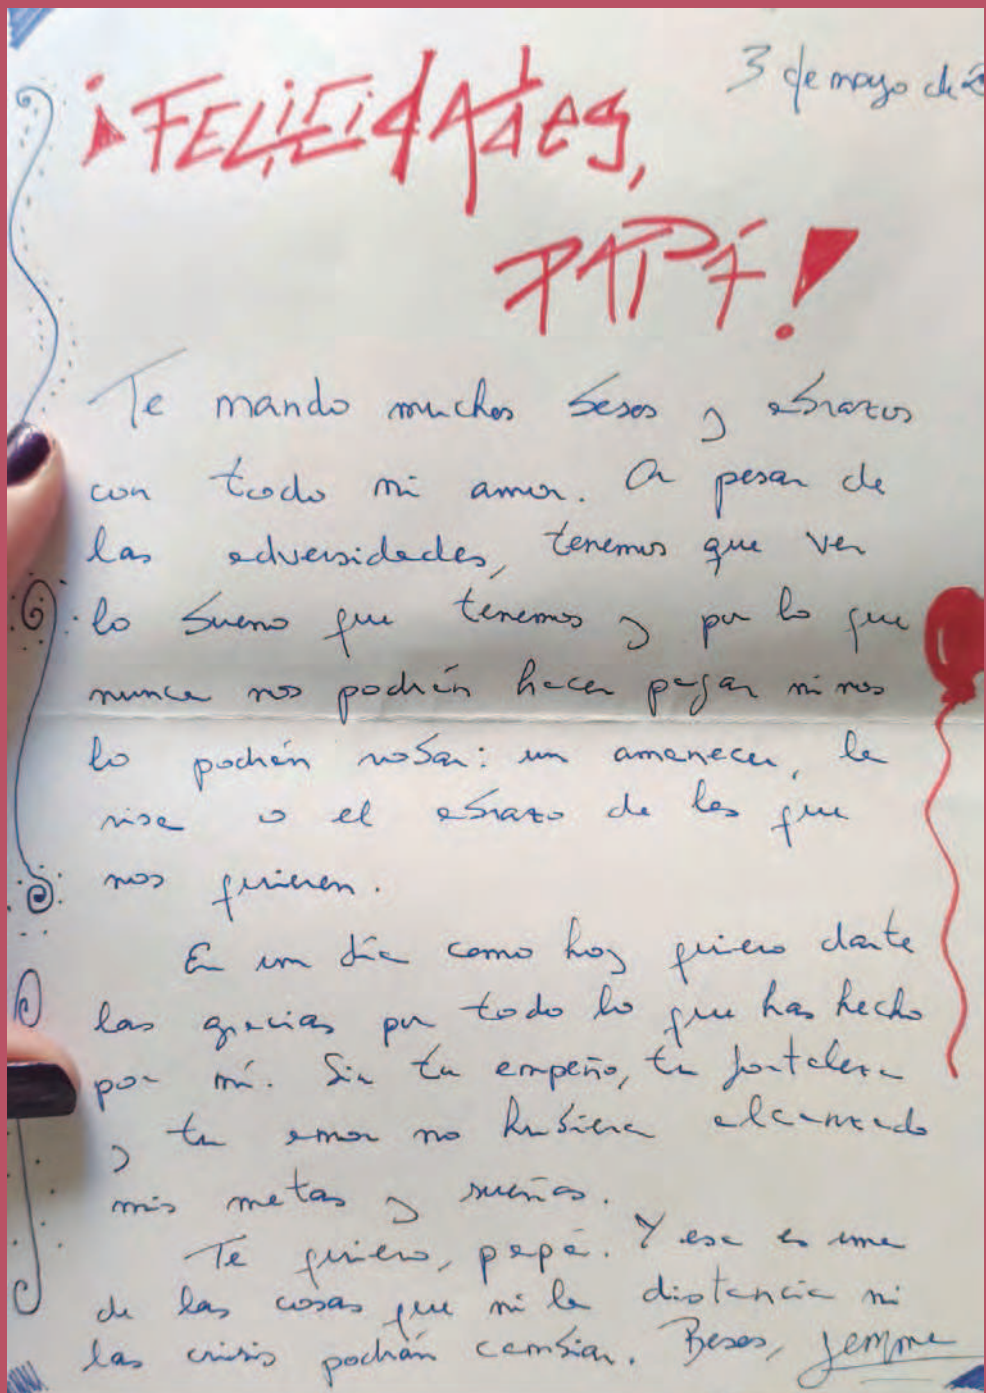 3 de mayo de 2
¡FELICIDADES,
PAPÁ!
Te mando muchos besos y abrazos
con todo mi amor. A pesar de
las adversidades, tenemos que ver
lo bueno que tenemos y por lo que
nunca nos podrán hacer pagar ni nos
lo podrán robar: un amanecer, la
risa o el abrazo de los que
nos quieren.
En un día como hoy quiero darte
las gracias por todo lo que has hecho
por mí. Sin tu empeño, tu fortaleza
y tu amor no hubiera alcanzado
mis metas y sueños.
Te quiero, papá. Y esa es una
de las cosas que ni la distancia ni
las crisis podrán cambiar. Besos, Jemma